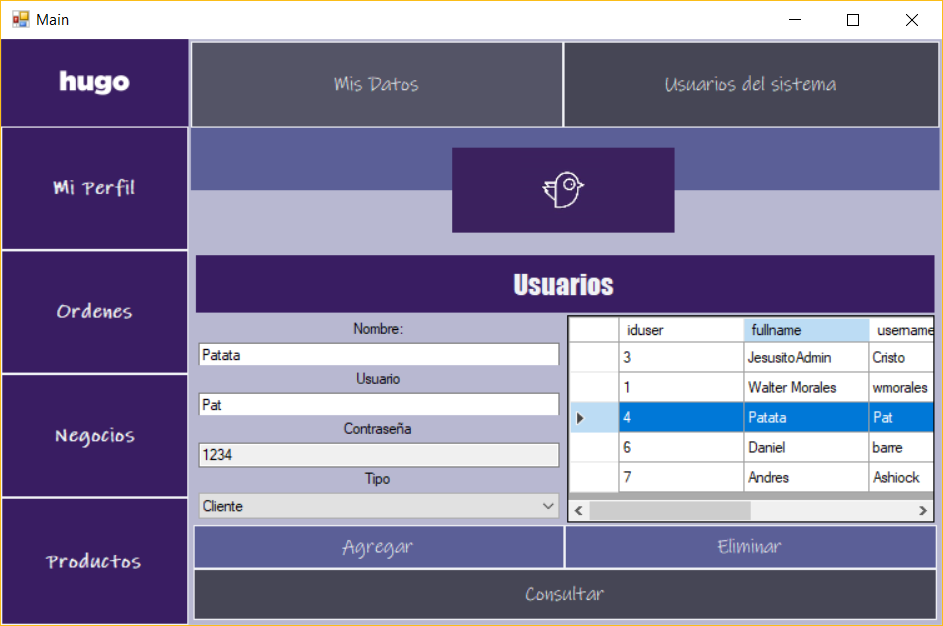 Main
hugo
Mis Datos
Usuarios del sistema
Mi Perfil
Ordenes
Negocios
Productos
Usuarios
Nombre:
Patata
Usuario
Pat
Contraseña
1234
Tipo
Cliente
iduser fullname username
3 JesusitoAdmin Cristo
1 Walter Morales wmorales
4 Patata Pat
6 Daniel barre
7 Andres Ashiock
Agregar
Eliminar
Consultar